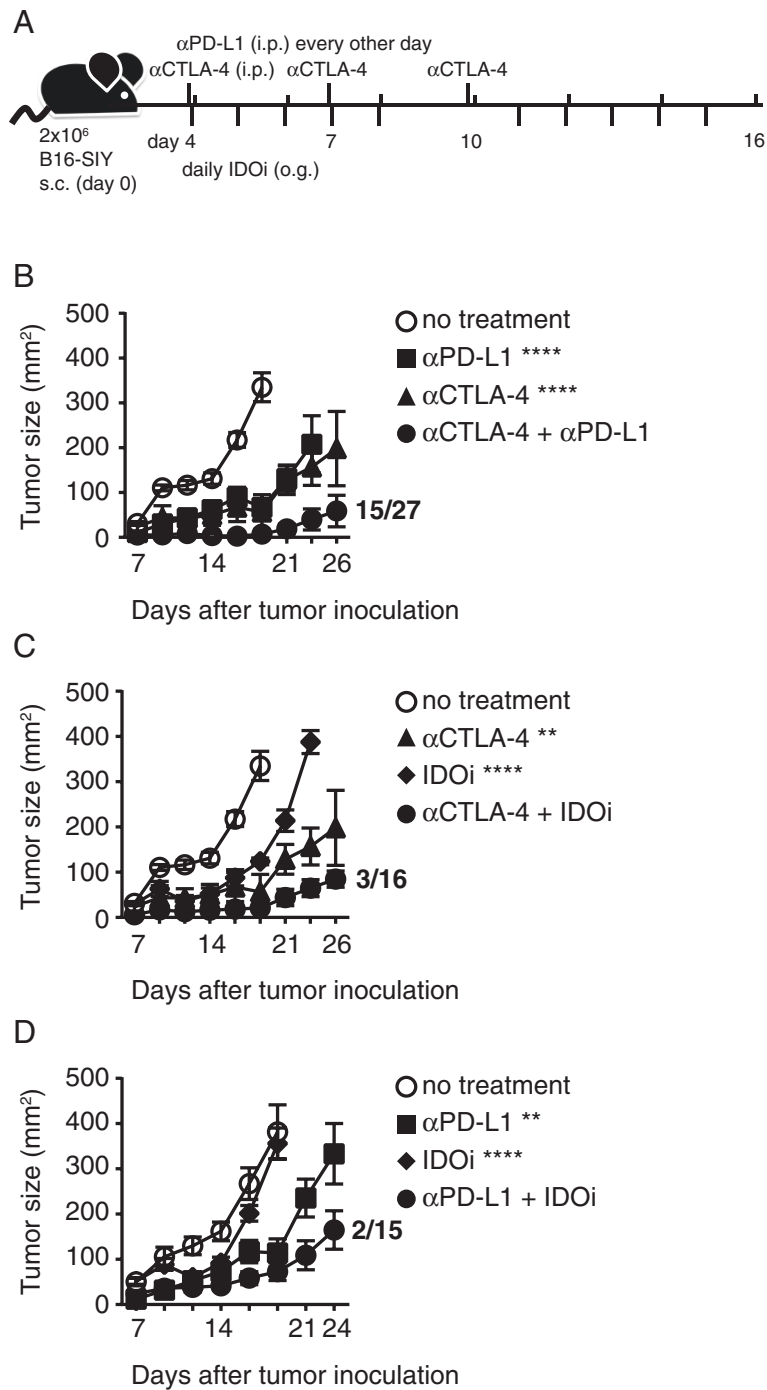 A
αPD-L1 (i.p.) every other day
αCTLA-4 (i.p.) αCTLA-4 αCTLA-4
2x10⁶
B16-SIY
s.c. (day 0)
day 4 7 10 16
daily IDOi (o.g.)
B
Tumor size (mm²)
500
400
300
200
100
0
7 14 21 26
Days after tumor inoculation
no treatment
αPD-L1 ****
αCTLA-4 ****
αCTLA-4 + αPD-L1
15/27
C
Tumor size (mm²)
500
400
300
200
100
0
7 14 21 26
Days after tumor inoculation
no treatment
αCTLA-4 **
IDOi ****
αCTLA-4 + IDOi
3/16
D
Tumor size (mm²)
500
400
300
200
100
0
7 14 21 24
Days after tumor inoculation
no treatment
αPD-L1 **
IDOi ****
αPD-L1 + IDOi
2/15